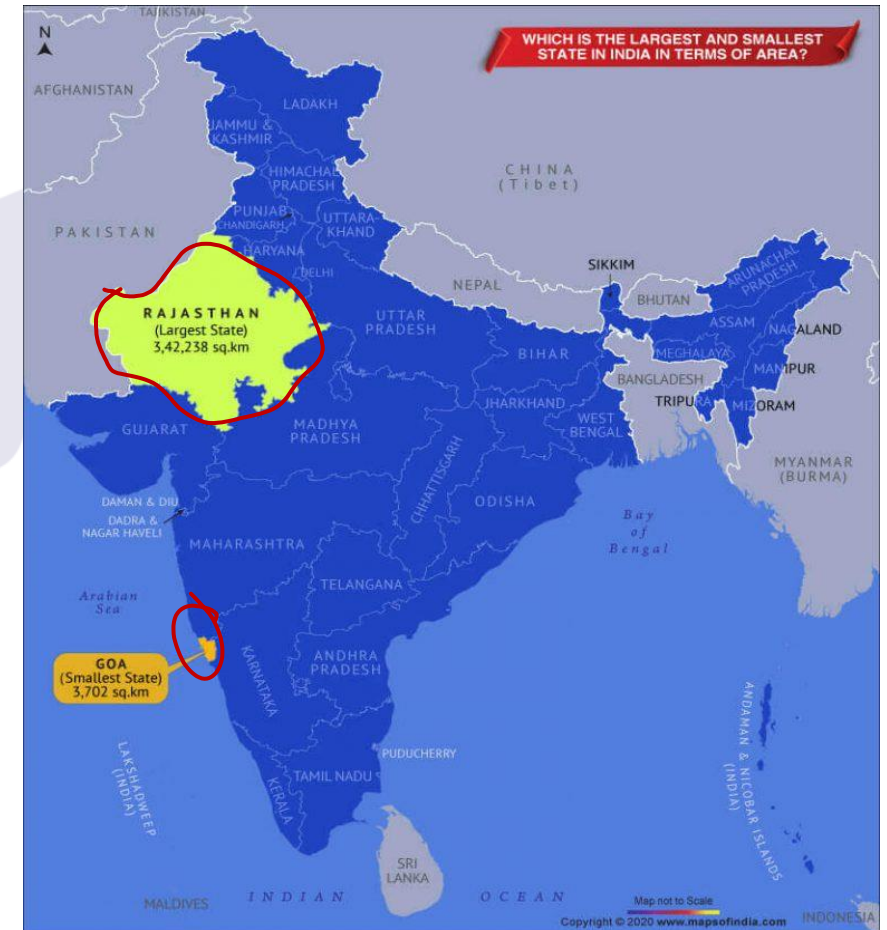 TAJIKISTAN
N
WHICH IS THE LARGEST AND SMALLEST
STATE IN INDIA IN TERMS OF AREA?
AFGHANISTAN
LADAKH
JAMMU &
KASHMIR
CHINA
(Tibet)
HIMACHAL
PRADESH
PUNJAB
CHANDIGARH
UTTARA-
KHAND
PAKISTAN
HARYANA
DELHI
NEPAL
SIKKIM
BHUTAN
ARUNACHAL
PRADESH
RAJASTHAN
(Largest State)
3,42,238 sq.km
UTTAR
PRADESH
ASSAM
NAGALAND
BIHAR
MEGHALAYA
MANIPUR
BANGLADESH
TRIPURA
MIZORAM
JHARKHAND
WEST
BENGAL
GUJARAT
MADHYA
PRADESH
CHHATTISGARH
MYANMAR
(BURMA)
DAMAN & DIU
DADRA &
NAGAR HAVELI
ODISHA
Bay
of
Bengal
MAHARASHTRA
TELANGANA
Arabian
Sea
GOA
(Smallest State)
3,702 sq.km
KARNATAKA
ANDHRA
PRADESH
ANDAMAN & NICOBAR ISLANDS
(INDIA)
LAKSHADWEEP
(INDIA)
PUDUCHERRY
TAMIL NADU
KERALA
SRI
LANKA
MALDIVES
INDIAN OCEAN
Map not to Scale
Copyright © 2020 www.mapsofindia.com
INDONESIA